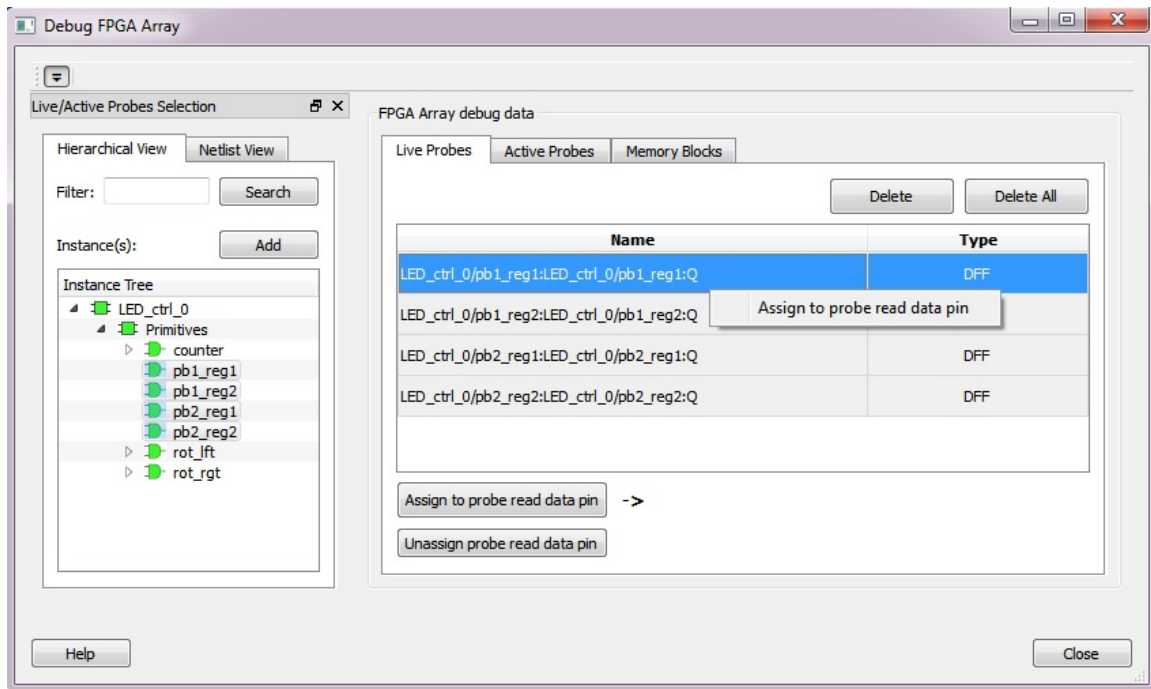 Debug FPGA Array
Live/Active Probes Selection
Hierarchical View Netlist View
Filter: Search
Instance(s): Add
Instance Tree
LED_ctrl_0
Primitives
counter
pb1_reg1
pb1_reg2
pb2_reg1
pb2_reg2
rot_lft
rot_rgt
FPGA Array debug data
Live Probes Active Probes Memory Blocks
Delete Delete All
Name Type
LED_ctrl_0/pb1_reg1:LED_ctrl_0/pb1_reg1:Q DFF
LED_ctrl_0/pb1_reg2:LED_ctrl_0/pb1_reg2:Q
Assign to probe read data pin
LED_ctrl_0/pb2_reg1:LED_ctrl_0/pb2_reg1:Q DFF
LED_ctrl_0/pb2_reg2:LED_ctrl_0/pb2_reg2:Q DFF
Assign to probe read data pin ->
Unassign probe read data pin
Help Close